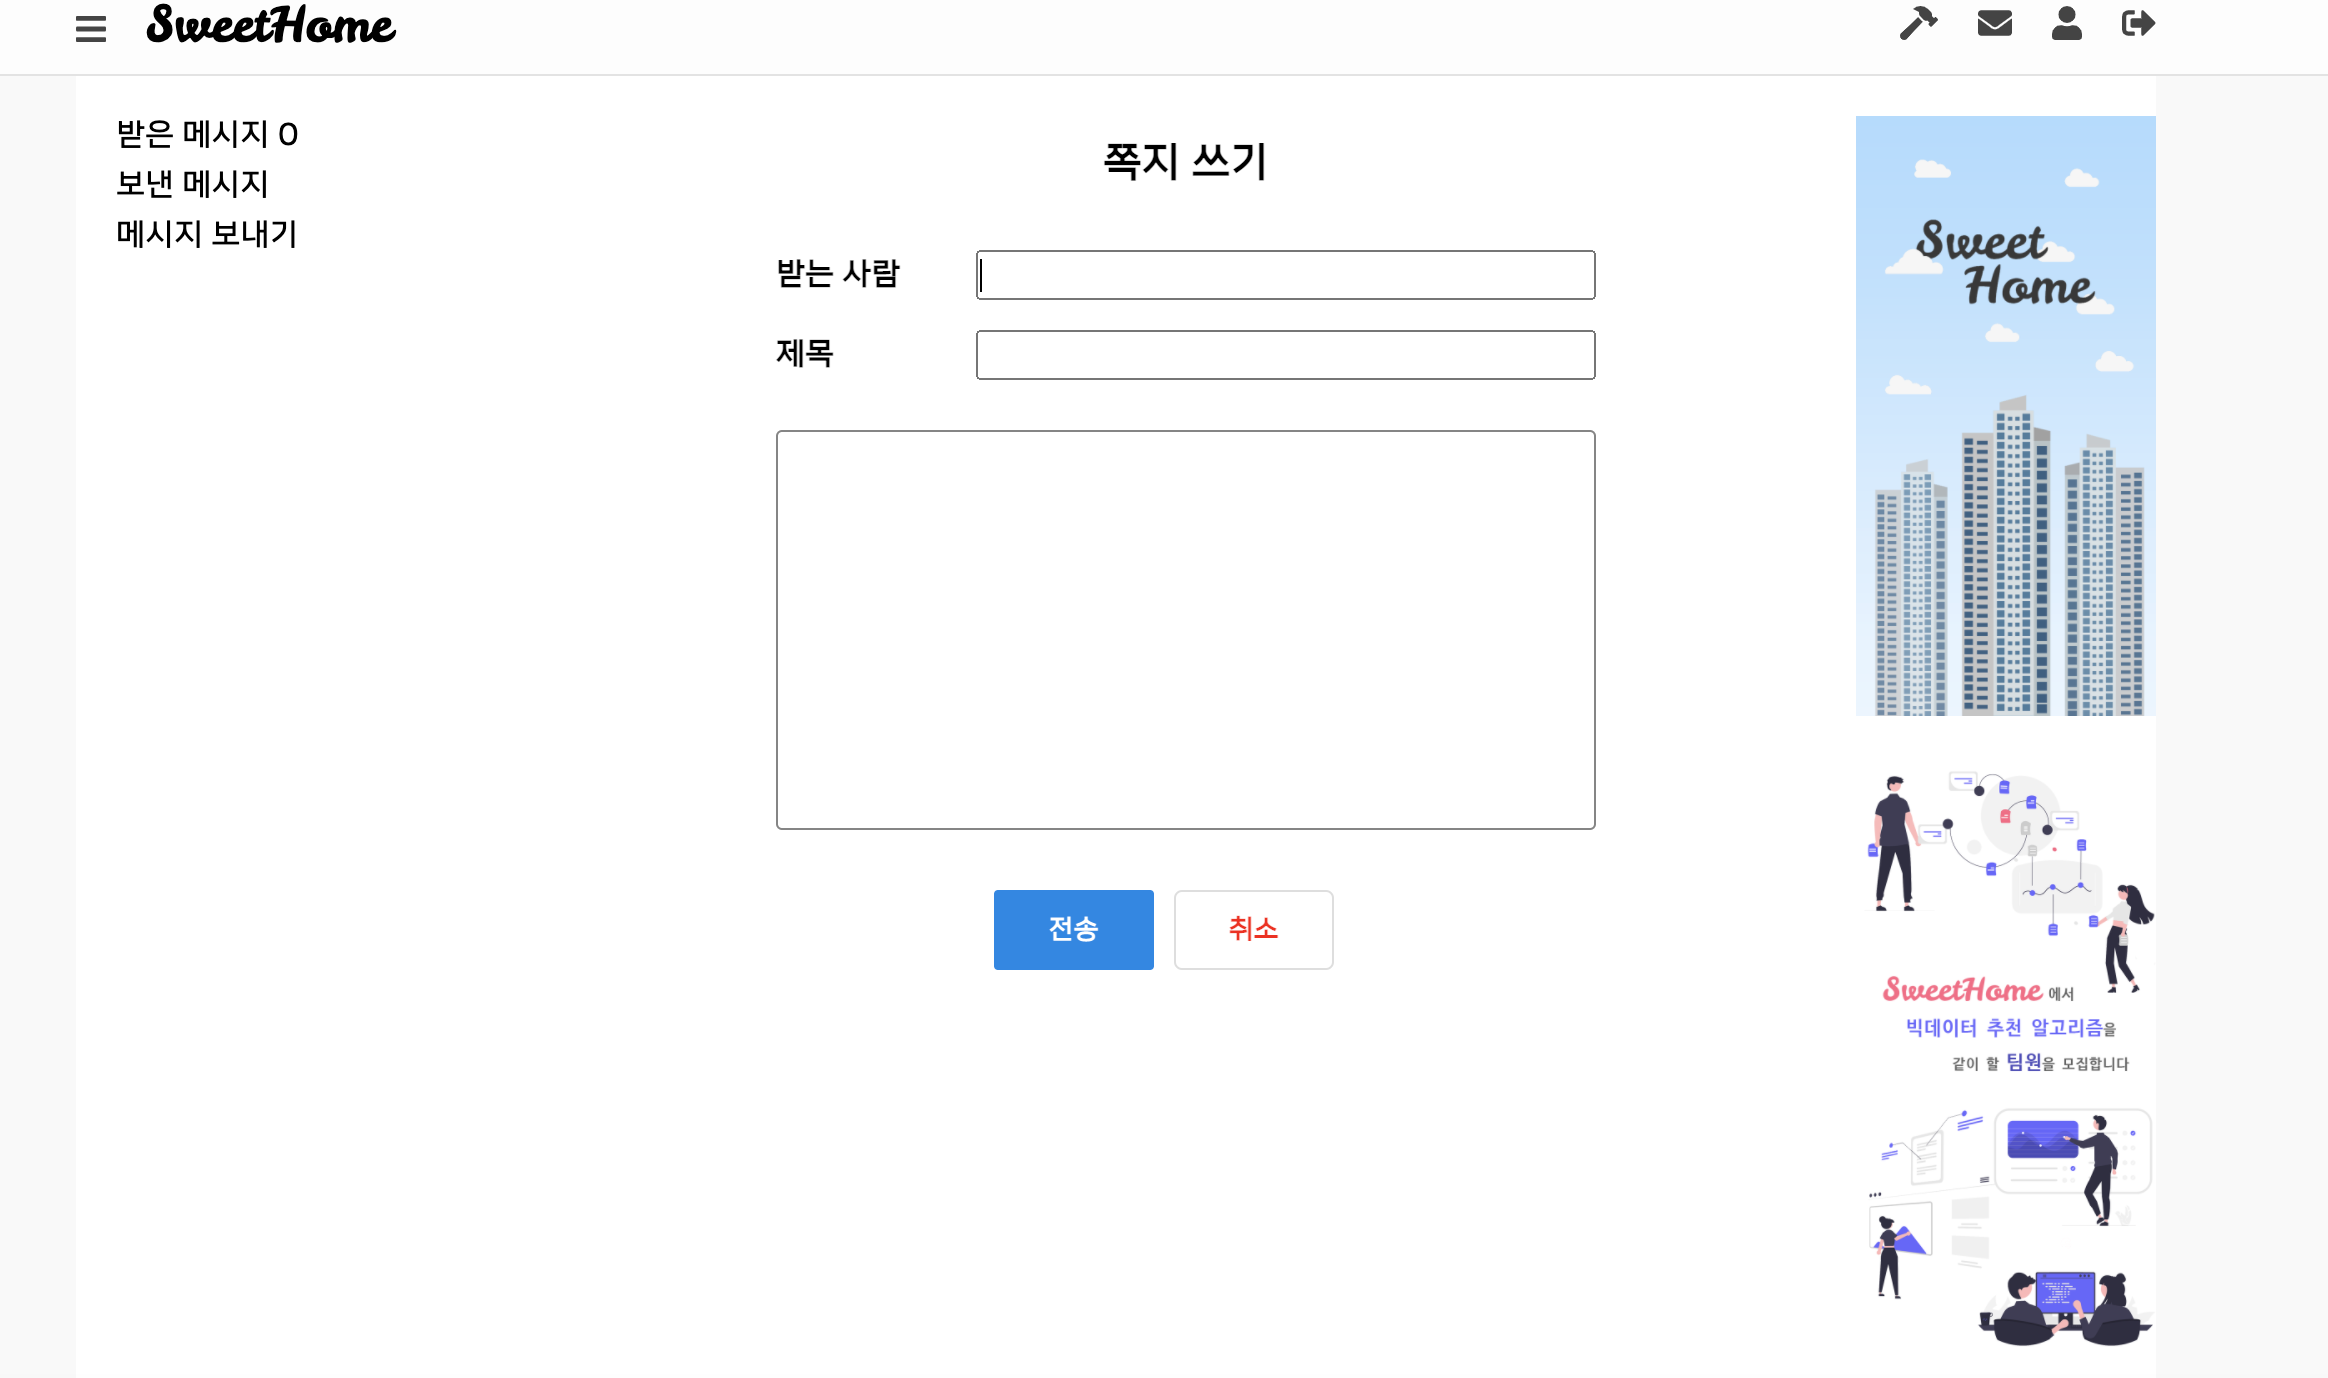 SweetHome
받은 메시지 0
보낸 메시지
메시지 보내기
쪽지 쓰기
받는 사람
제목
전송
취소
Sweet
Home
SweetHome 에서
빅데이터 추천 알고리즘을
같이 할 팀원을 모집합니다